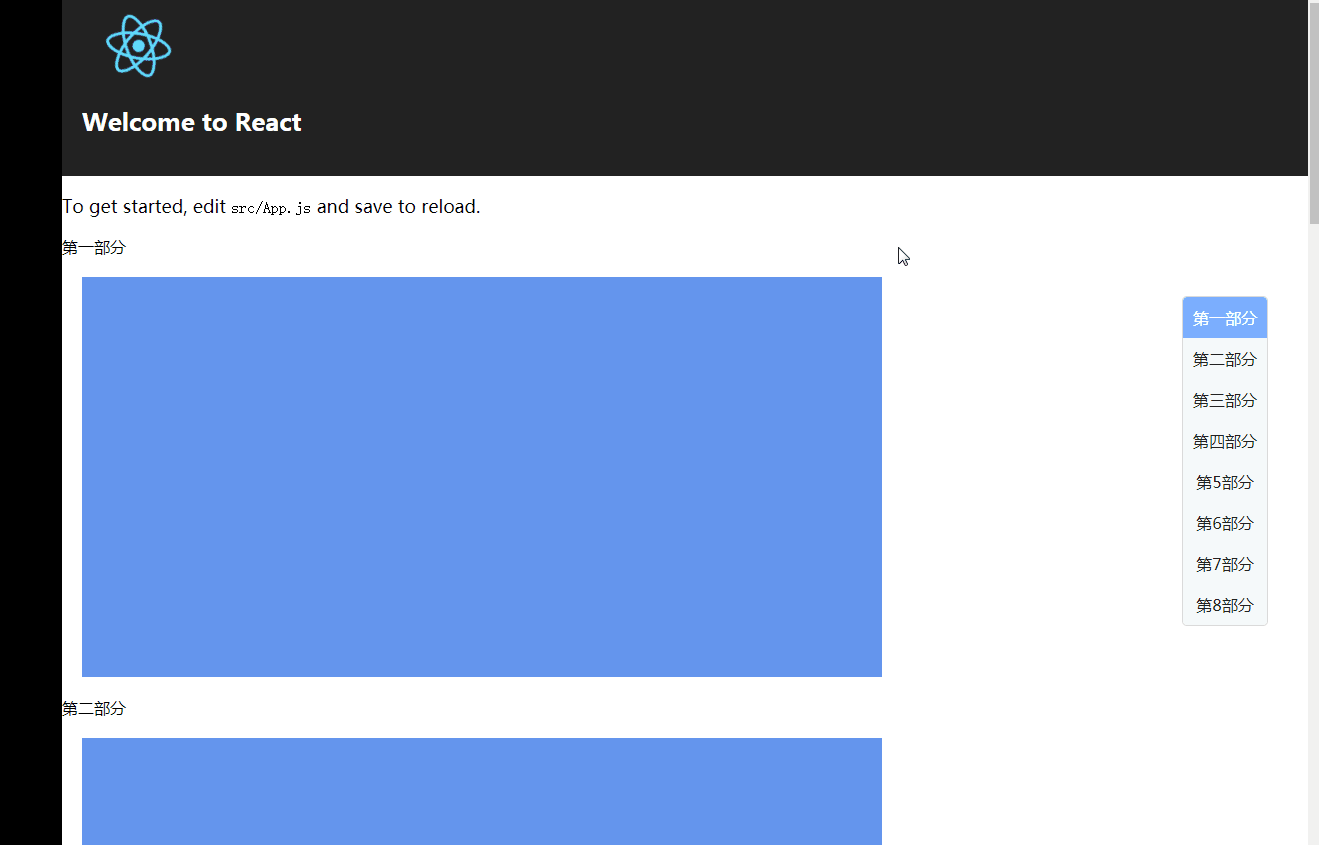 Welcome to React
To get started, edit src/App.js and save to reload.
第一部分
第二部分
第一部分
第二部分
第三部分
第四部分
第5部分
第6部分
第7部分
第8部分